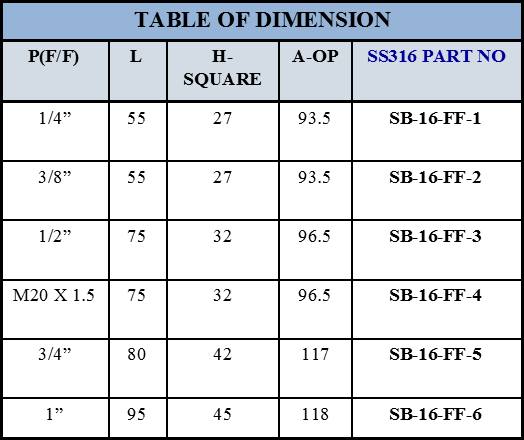 TABLE OF DIMENSION
P(F/F) L H-SQUARE A-OP SS316 PART NO
1/4” 55 27 93.5 SB-16-FF-1
3/8” 55 27 93.5 SB-16-FF-2
1/2” 75 32 96.5 SB-16-FF-3
M20 X 1.5 75 32 96.5 SB-16-FF-4
3/4” 80 42 117 SB-16-FF-5
1” 95 45 118 SB-16-FF-6